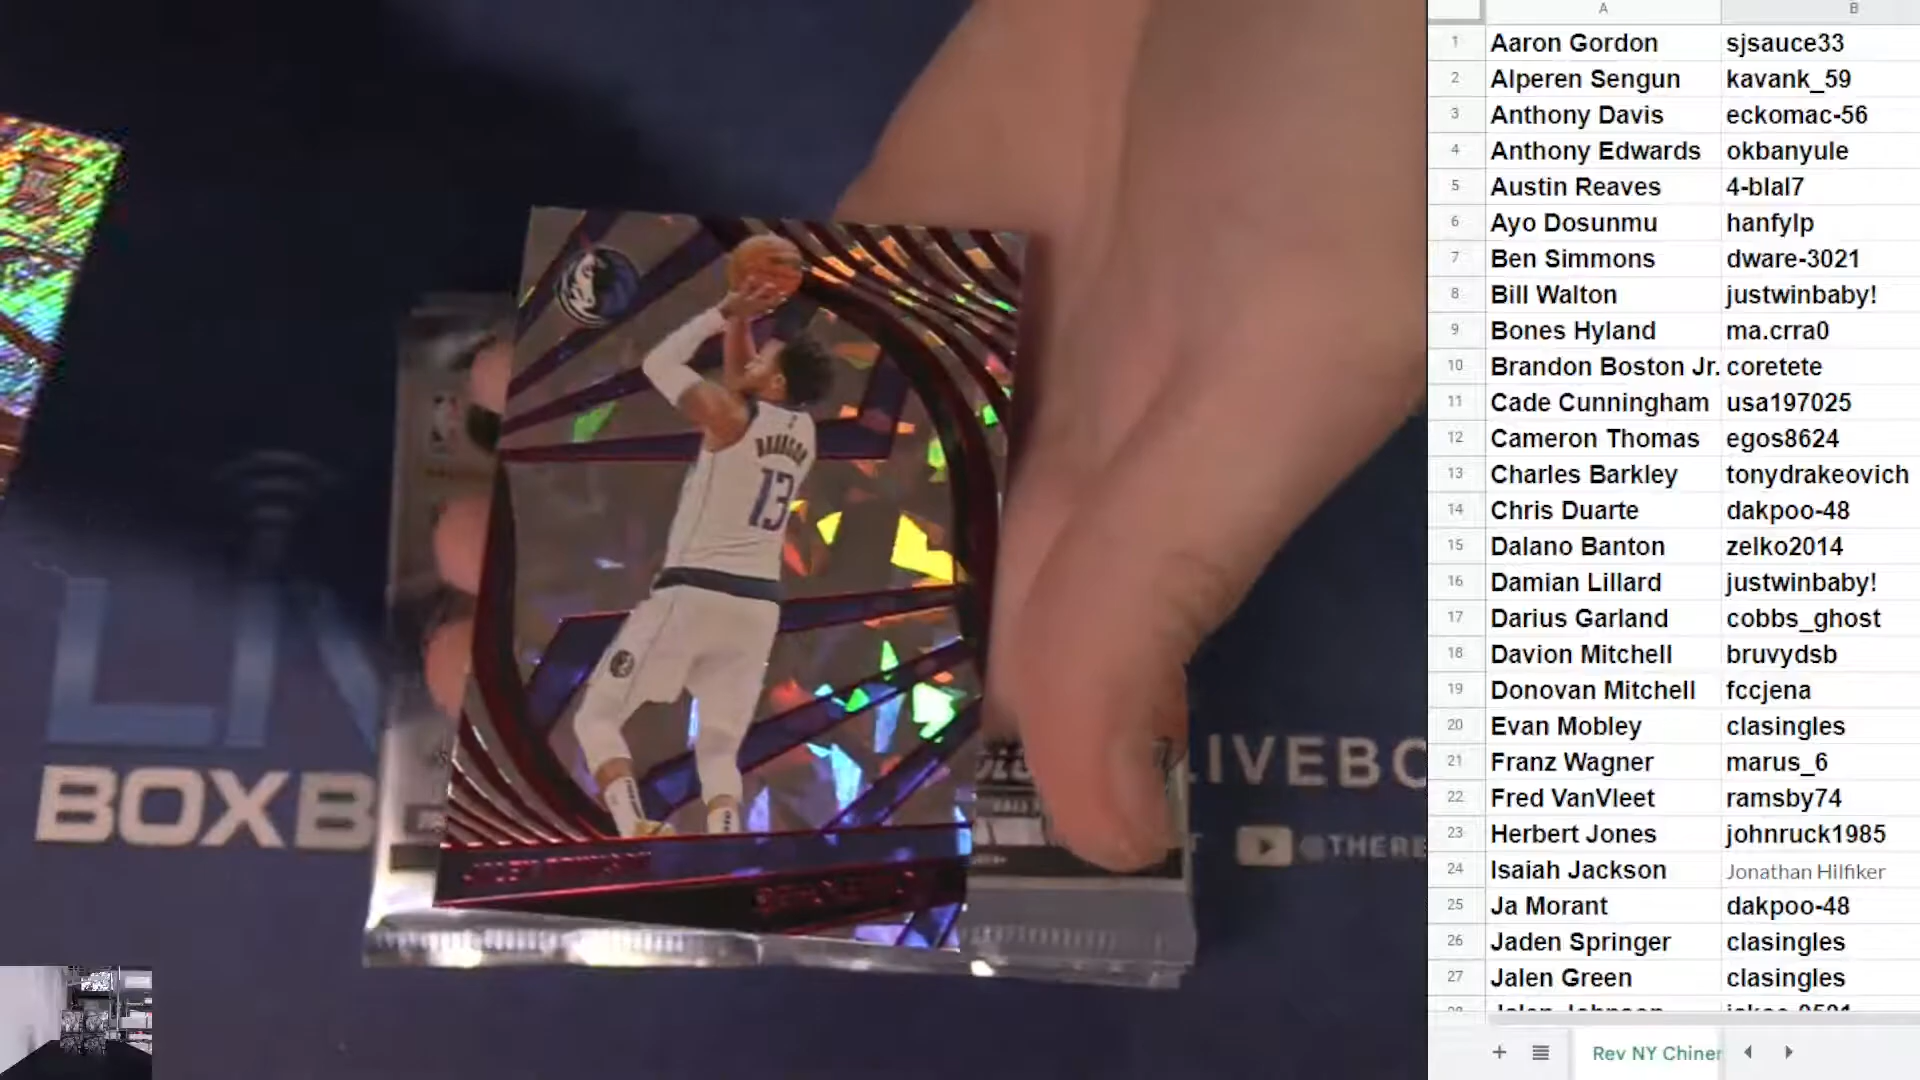 A B
1 Aaron Gordon sjsauce33
2 Alperen Sengun kavank_59
3 Anthony Davis eckomac-56
4 Anthony Edwards okbanyule
5 Austin Reaves 4-blal7
6 Ayo Dosunmu hanfylp
7 Ben Simmons dware-3021
8 Bill Walton justwinbaby!
9 Bones Hyland ma.crra0
10 Brandon Boston Jr. coretete
11 Cade Cunningham usa197025
12 Cameron Thomas egos8624
13 Charles Barkley tonydrakeovich
14 Chris Duarte dakpoo-48
15 Dalano Banton zelko2014
16 Damian Lillard justwinbaby!
17 Darius Garland cobbs_ghost
18 Davion Mitchell bruvydsb
19 Donovan Mitchell fccjena
20 Evan Mobley clasingles
21 Franz Wagner marus_6
22 Fred VanVleet ramsby74
23 Herbert Jones johnruck1985
24 Isaiah Jackson Jonathan Hilfiker
25 Ja Morant dakpoo-48
26 Jaden Springer clasingles
27 Jalen Green clasingles
Rev NY Chiner
BRUNSON
13
LIV
BOXB
LIVEBO
@THERE